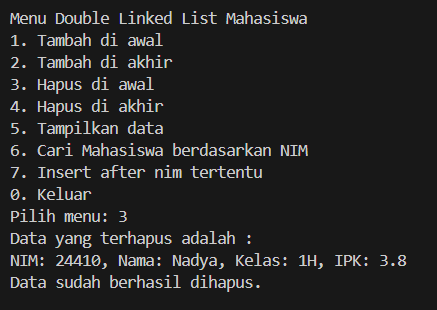 Menu Double Linked List Mahasiswa
1. Tambah di awal
2. Tambah di akhir
3. Hapus di awal
4. Hapus di akhir
5. Tampilkan data
6. Cari Mahasiswa berdasarkan NIM
7. Insert after nim tertentu
0. Keluar
Pilih menu: 3
Data yang terhapus adalah :
NIM: 24410, Nama: Nadya, Kelas: 1H, IPK: 3.8
Data sudah berhasil dihapus.